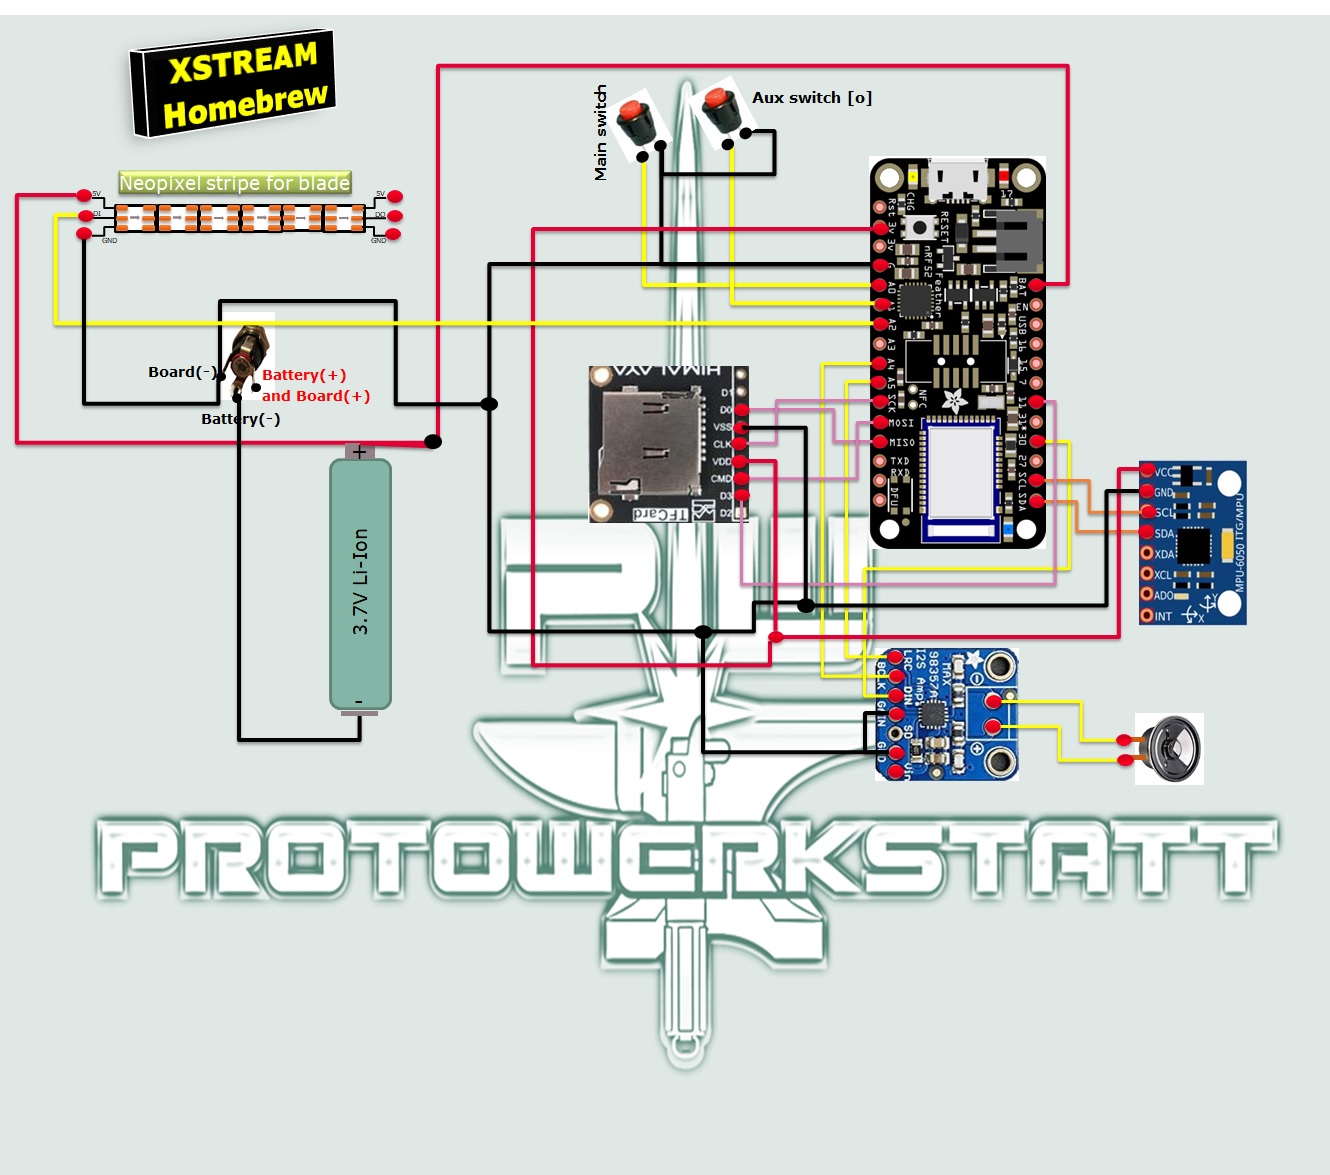 XSTREAM
Homebrew
Main switch
Aux switch [o]
Neopixel stripe for blade
5V
DI
GND
5V
DO
GND
Board(-)
Battery(+)
and Board(+)
Battery(-)
+
3.7V Li-Ion
-
CHG
RESET
17
nRF52 Feather
NFC
Rst
3v
3v
G
A0
A1
A2
A3
A4
A5
SCK
MOSI
MISO
TXD
RXD
DFU
BAT
EN
USB
16
15
7
11
31*
30
27
SCL
SDA
HIMALAYA
D1
D0
VSS
CLK
VDD
CMD
D3
D2
TFCard
VCC
GND
SCL
SDA
XDA
XCL
ADO
INT
MPU-6050 ITG/MPU
Y
X
LRC
BCLK
DIN
GAIN
SD
GND
Vin
I2S Amp
98357A
MAX
PROTOWERKSTATT